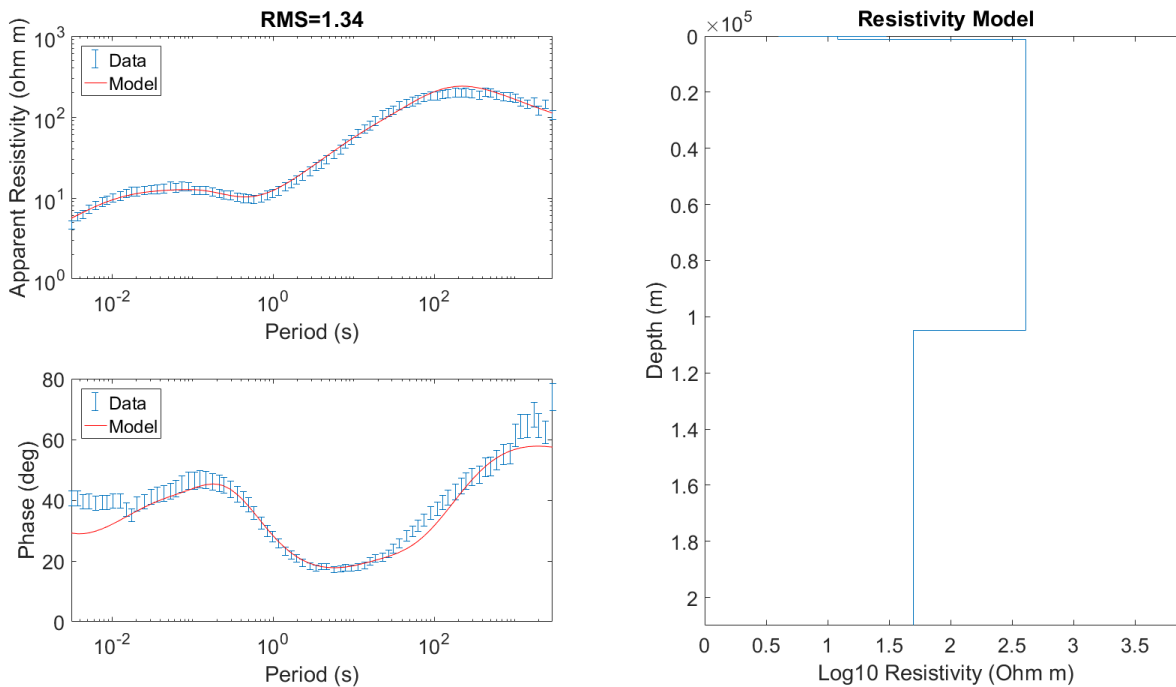 RMS=1.34
10^3
10^2
10^1
10^0
Apparent Resistivity (ohm m)
Data
Model
10^-2
10^0
10^2
Period (s)
80
60
40
20
0
Phase (deg)
Data
Model
10^-2
10^0
10^2
Period (s)
Resistivity Model
×10^5
0
0.2
0.4
0.6
0.8
1
1.2
1.4
1.6
1.8
2
Depth (m)
0
0.5
1
1.5
2
2.5
3
3.5
Log10 Resistivity (Ohm m)